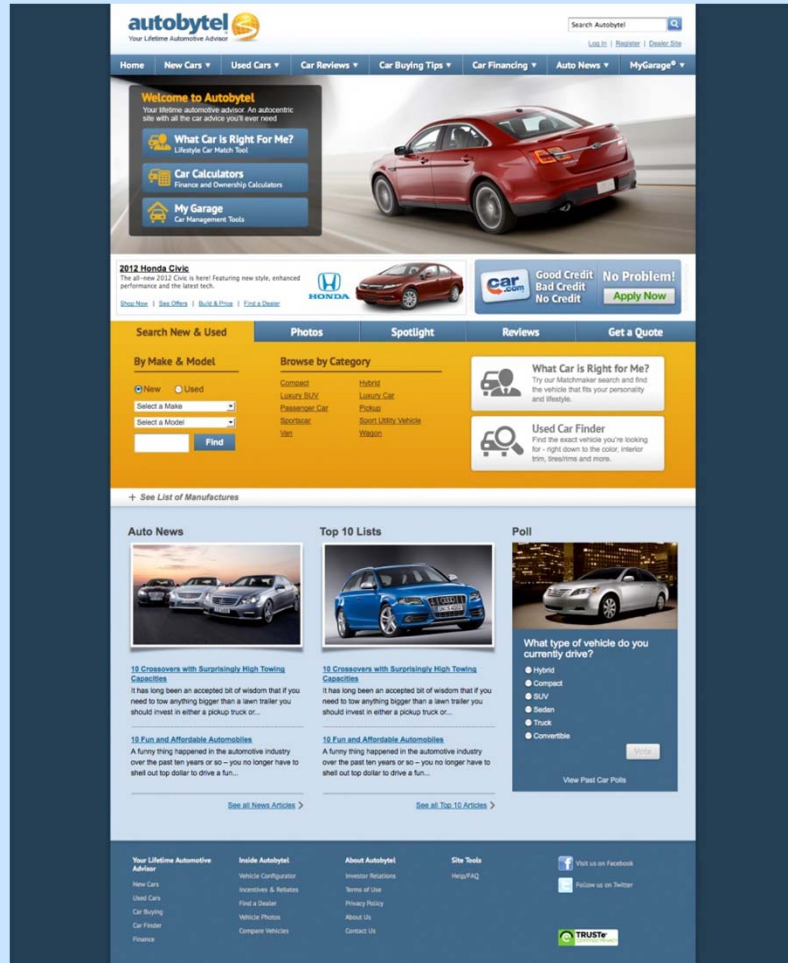 autobytel
Your Lifetime Automotive Advisor
Search Autobytel
Log In | Register | Dealer Site
Home New Cars Used Cars Car Reviews Car Buying Tips Car Financing Auto News MyGarage®
Welcome to Autobytel
Your lifetime automotive advisor. An autocentric
site with all the car advice you'll ever need
What Car is Right For Me?
Lifestyle Car Match Tool
Car Calculators
Finance and Ownership Calculators
My Garage
Car Management Tools
2012 Honda Civic
The all-new 2012 Civic is here! Featuring new style, enhanced
performance and the latest tech.
Shop Now | See Offers | Build & Price | Find a Dealer
HONDA
car.com
Good Credit
Bad Credit
No Credit
No Problem!
Apply Now
Search New & Used Photos Spotlight Reviews Get a Quote
By Make & Model
New Used
Select a Make
Select a Model
Find
Browse by Category
Compact Hybrid
Luxury SUV Luxury Car
Passenger Car Pickup
Sportscar Sport Utility Vehicle
Van Wagon
What Car is Right for Me?
Try our Matchmaker search and find
the vehicle that fits your personality
and lifestyle.
Used Car Finder
Find the exact vehicle you're looking
for - right down to the color, interior
trim, tires/rims and more.
+ See List of Manufactures
Auto News
10 Crossovers with Surprisingly High Towing
Capacities
It has long been an accepted bit of wisdom that if you
need to tow anything bigger than a lawn trailer you
should invest in either a pickup truck or...
10 Fun and Affordable Automobiles
A funny thing happened in the automotive industry
over the past ten years or so – you no longer have to
shell out top dollar to drive a fun...
See all News Articles
Top 10 Lists
10 Crossovers with Surprisingly High Towing
Capacities
It has long been an accepted bit of wisdom that if you
need to tow anything bigger than a lawn trailer you
should invest in either a pickup truck or...
10 Fun and Affordable Automobiles
A funny thing happened in the automotive industry
over the past ten years or so – you no longer have to
shell out top dollar to drive a fun...
See all Top 10 Articles
Poll
What type of vehicle do you
currently drive?
Hybrid
Compact
SUV
Sedan
Truck
Convertible
Vote
View Past Car Polls
Your Lifetime Automotive
Advisor
New Cars
Used Cars
Car Buying
Car Finder
Finance
Inside Autobytel
Vehicle Configurator
Incentives & Rebates
Find a Dealer
Vehicle Photos
Compare Vehicles
About Autobytel
Investor Relations
Terms of Use
Privacy Policy
About Us
Contact Us
Site Tools
Help/FAQ
Visit us on Facebook
Follow us on Twitter
TRUSTe